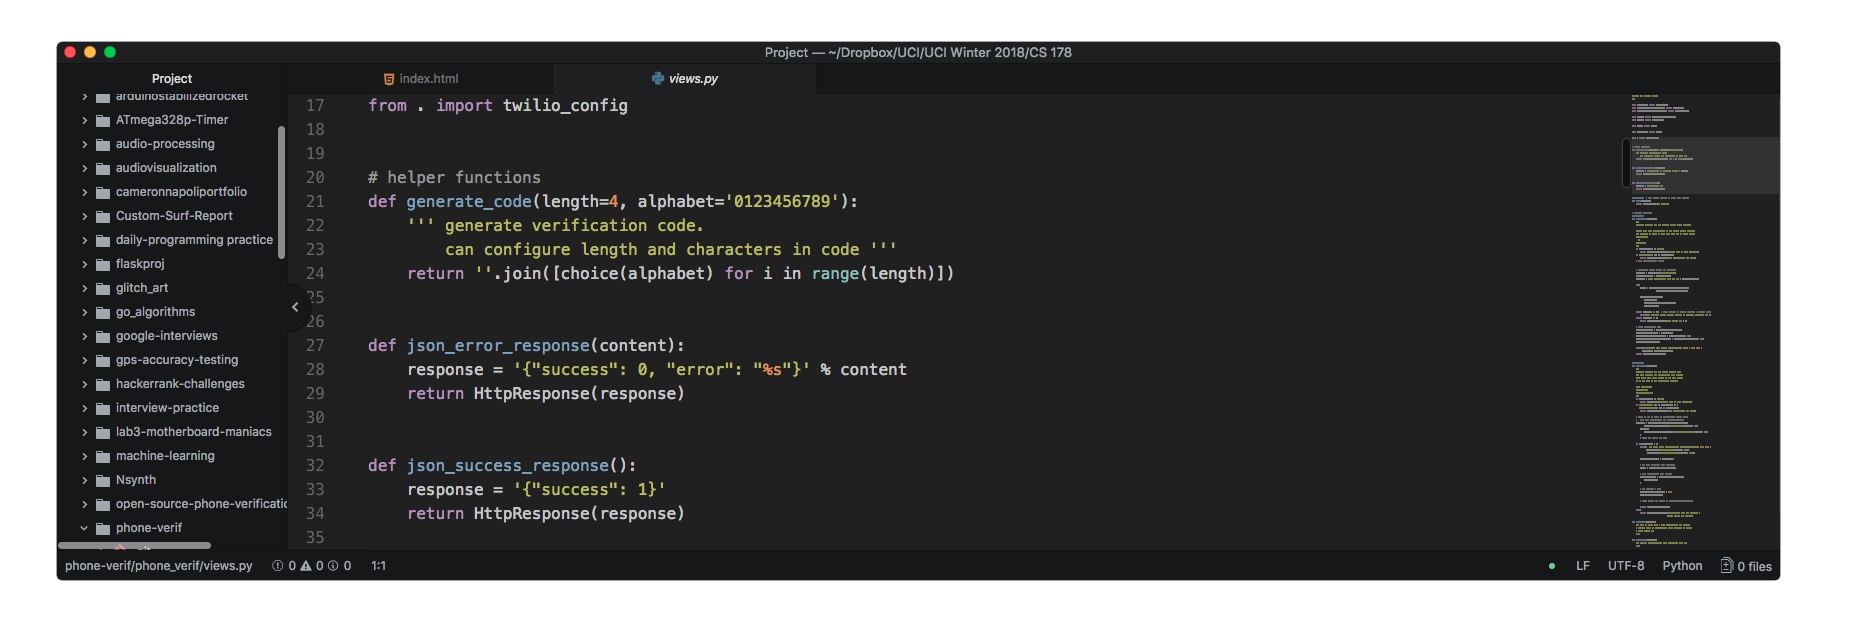 Project — ~/Dropbox/UCI/UCI Winter 2018/CS 178
Project
index.html
views.py
arduinostabilizedrocket
ATmega328p-Timer
audio-processing
audiovisualization
cameronnapoliportfolio
Custom-Surf-Report
daily-programming practice
flaskproj
glitch_art
go_algorithms
google-interviews
gps-accuracy-testing
hackerrank-challenges
interview-practice
lab3-motherboard-maniacs
machine-learning
Nsynth
open-source-phone-verificatio
phone-verif
.git
17 from . import twilio_config
18
19
20 # helper functions
21 def generate_code(length=4, alphabet='0123456789'):
22     ''' generate verification code.
23         can configure length and characters in code '''
24     return ''.join([choice(alphabet) for i in range(length)])
25
26
27 def json_error_response(content):
28     response = '{"success": 0, "error": "%s"}' % content
29     return HttpResponse(response)
30
31
32 def json_success_response():
33     response = '{"success": 1}'
34     return HttpResponse(response)
35
phone-verif/phone_verif/views.py 0 0 0 1:1 LF UTF-8 Python 0 files